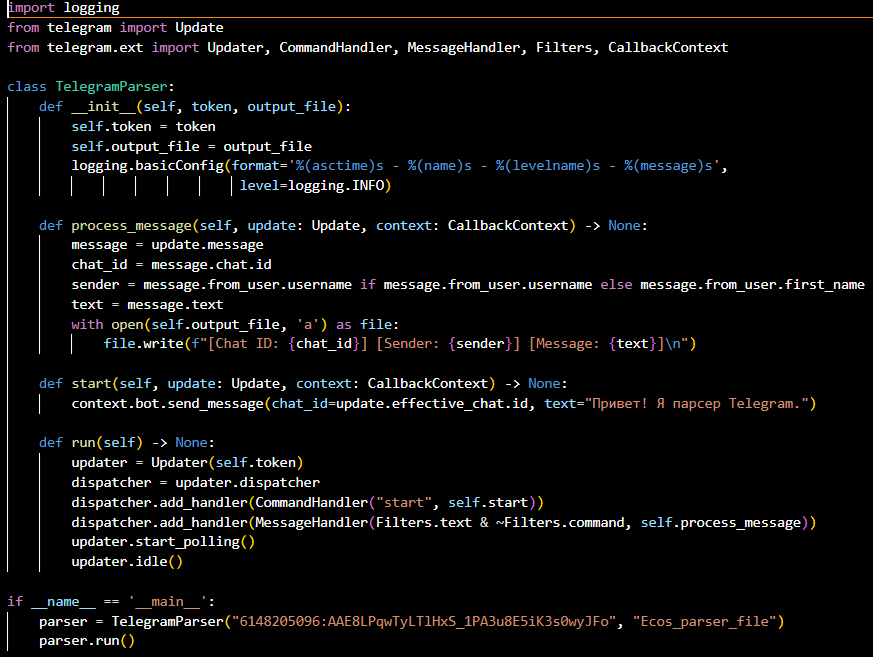 import logging
from telegram import Update
from telegram.ext import Updater, CommandHandler, MessageHandler, Filters, CallbackContext
class TelegramParser:
def __init__(self, token, output_file):
self.token = token
self.output_file = output_file
logging.basicConfig(format='%(asctime)s - %(name)s - %(levelname)s - %(message)s',
level=logging.INFO)
def process_message(self, update: Update, context: CallbackContext) -> None:
message = update.message
chat_id = message.chat.id
sender = message.from_user.username if message.from_user.username else message.from_user.first_name
text = message.text
with open(self.output_file, 'a') as file:
file.write(f"[Chat ID: {chat_id}] [Sender: {sender}] [Message: {text}]\n")
def start(self, update: Update, context: CallbackContext) -> None:
context.bot.send_message(chat_id=update.effective_chat.id, text="Привет! Я парсер Telegram.")
def run(self) -> None:
updater = Updater(self.token)
dispatcher = updater.dispatcher
dispatcher.add_handler(CommandHandler("start", self.start))
dispatcher.add_handler(MessageHandler(Filters.text & ~Filters.command, self.process_message))
updater.start_polling()
updater.idle()
if __name__ == '__main__':
parser = TelegramParser("6148205096:AAE8LPqwTyLTlHxS_1PA3u8E5iK3s0wyJFo", "Ecos_parser_file")
parser.run()